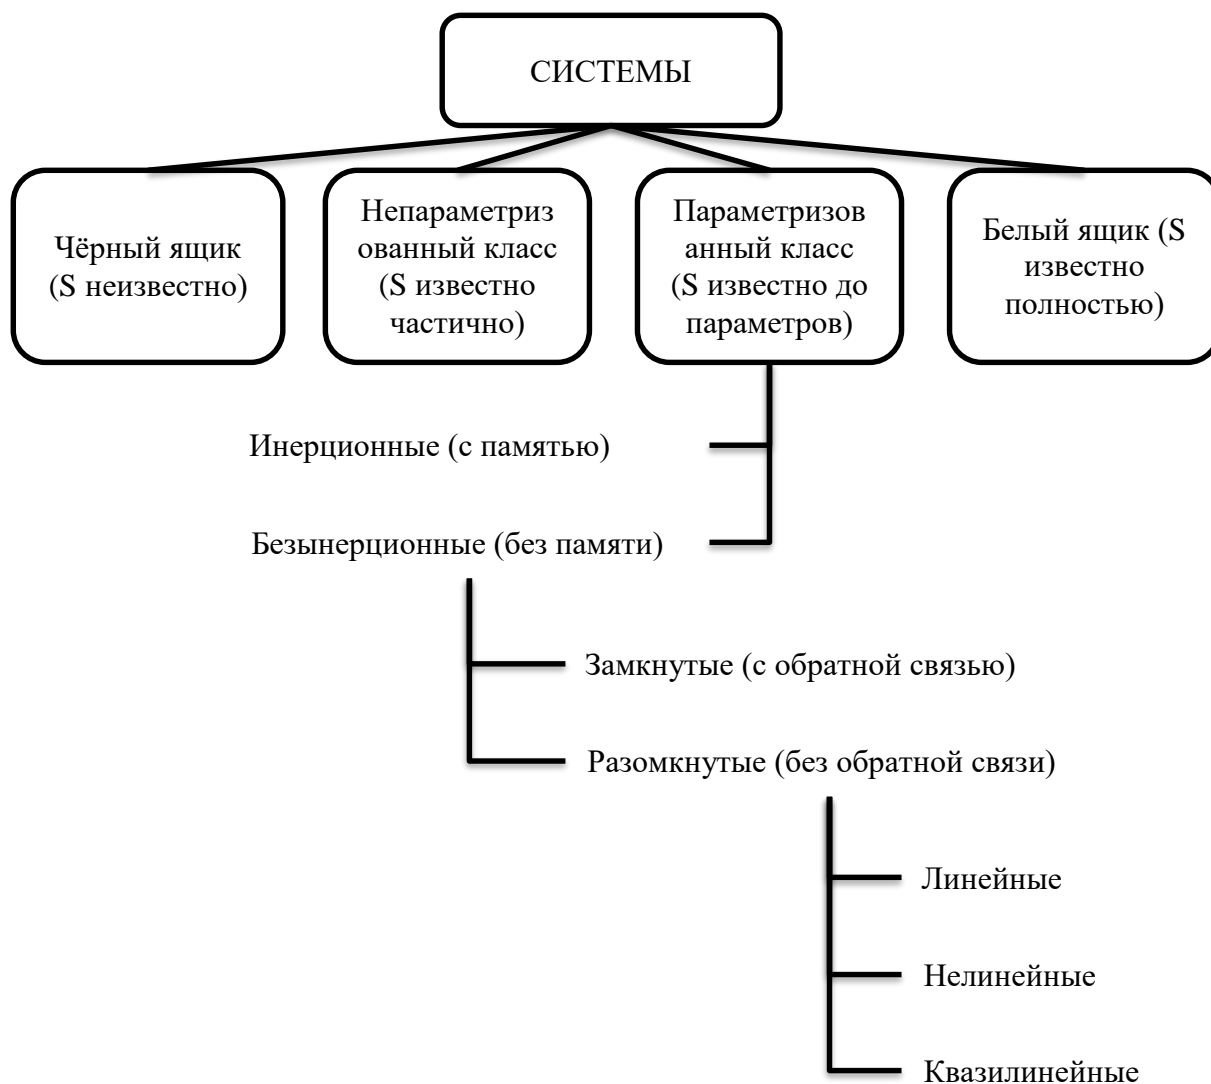 СИСТЕМЫ
Чёрный ящик
(S неизвестно)
Непараметриз
ованный класс
(S известно
частично)
Параметризов
анный класс
(S известно до
параметров)
Белый ящик (S
известно
полностью)
Инерционные (с памятью)
Безынерционные (без памяти)
Замкнутые (с обратной связью)
Разомкнутые (без обратной связи)
Линейные
Нелинейные
Квазилинейные